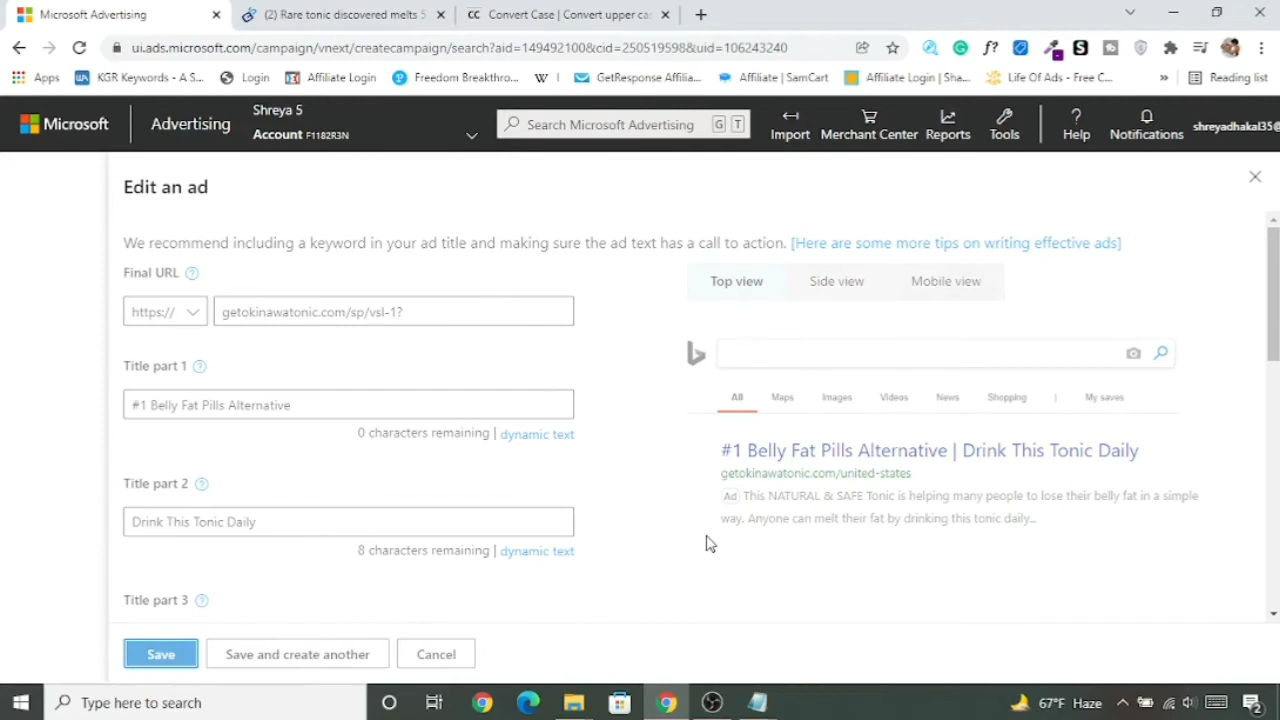 Microsoft Advertising
(2) Rare tonic discovered melts 5
CC Convert Case | Convert upper cas
ui.ads.microsoft.com/campaign/vnext/createcampaign/search?aid=149492100&cid=250519598&uid=106243240
Apps
KGR Keywords - A S...
Login
Affiliate Login
Freedom Breakthro...
W
GetResponse Affilia...
Affiliate | SamCart
Affiliate Login | Sha...
Life Of Ads - Free C...
»
Reading list
Microsoft
Advertising
Shreya 5
Account F1182R3N
Search Microsoft Advertising
G T
Import
Merchant Center
Reports
Tools
Help
Notifications
shreyadhakal35@
Edit an ad
We recommend including a keyword in your ad title and making sure the ad text has a call to action. [Here are some more tips on writing effective ads]
Final URL
https://
getokinawatonic.com/sp/vsl-1?
Title part 1
#1 Belly Fat Pills Alternative
0 characters remaining | dynamic text
Title part 2
Drink This Tonic Daily
8 characters remaining | dynamic text
Title part 3
Top view
Side view
Mobile view
All
Maps
Images
Videos
News
Shopping
|
My saves
#1 Belly Fat Pills Alternative | Drink This Tonic Daily
getokinawatonic.com/united-states
Ad This NATURAL & SAFE Tonic is helping many people to lose their belly fat in a simple
way. Anyone can melt their fat by drinking this tonic daily...
Save
Save and create another
Cancel
Type here to search
67°F Haze
2